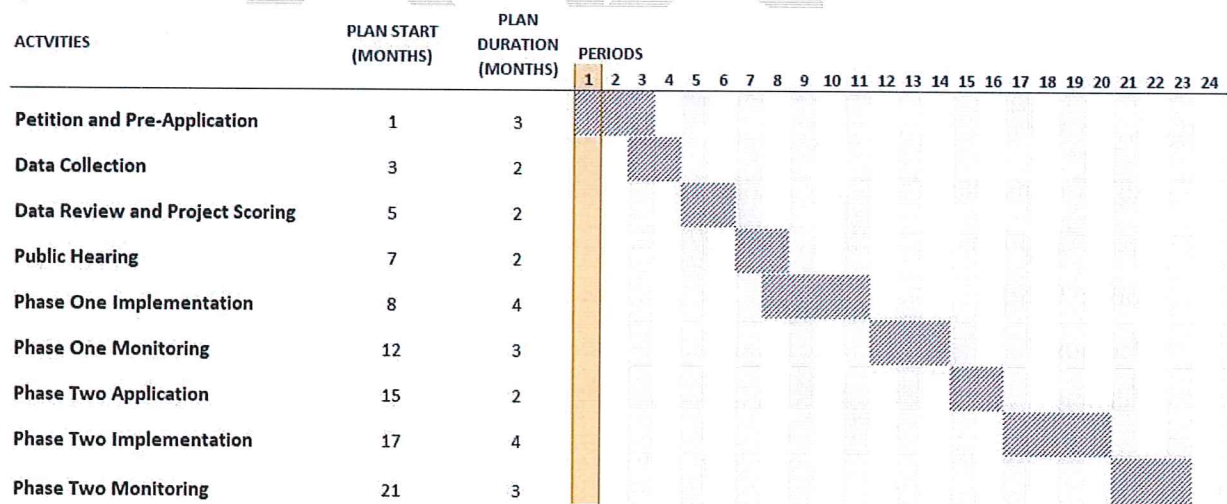 ACTVITIES PLAN START (MONTHS) PLAN DURATION (MONTHS) PERIODS
1 2 3 4 5 6 7 8 9 10 11 12 13 14 15 16 17 18 19 20 21 22 23 24
Petition and Pre-Application 1 3
Data Collection 3 2
Data Review and Project Scoring 5 2
Public Hearing 7 2
Phase One Implementation 8 4
Phase One Monitoring 12 3
Phase Two Application 15 2
Phase Two Implementation 17 4
Phase Two Monitoring 21 3